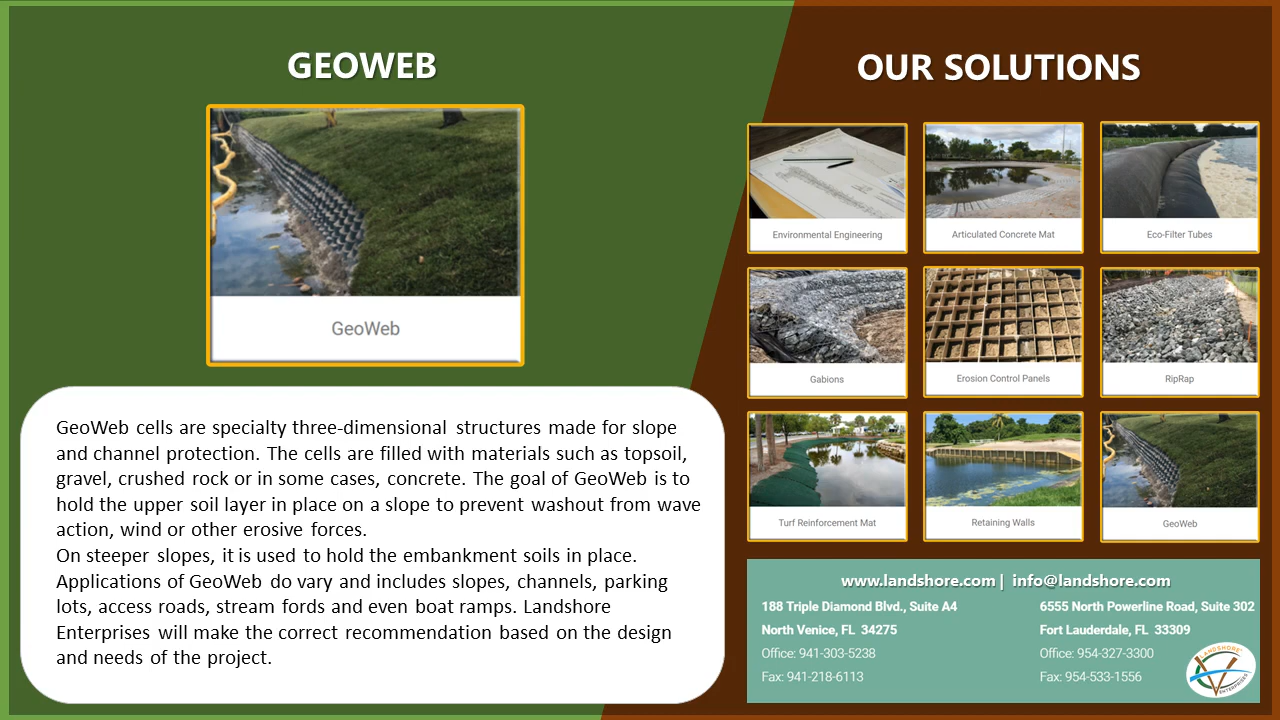 GEOWEB
GeoWeb
GeoWeb cells are specialty three-dimensional structures made for slope
and channel protection. The cells are filled with materials such as topsoil,
gravel, crushed rock or in some cases, concrete. The goal of GeoWeb is to
hold the upper soil layer in place on a slope to prevent washout from wave
action, wind or other erosive forces.
On steeper slopes, it is used to hold the embankment soils in place.
Applications of GeoWeb do vary and includes slopes, channels, parking
lots, access roads, stream fords and even boat ramps. Landshore
Enterprises will make the correct recommendation based on the design
and needs of the project.
OUR SOLUTIONS
Environmental Engineering
Articulated Concrete Mat
Eco-Filter Tubes
Gabions
Erosion Control Panels
RipRap
Turf Reinforcement Mat
Retaining Walls
GeoWeb
www.landshore.com | info@landshore.com
188 Triple Diamond Blvd., Suite A4
North Venice, FL 34275
Office: 941-303-5238
Fax: 941-218-6113
6555 North Powerline Road, Suite 302
Fort Lauderdale, FL 33309
Office: 954-327-3300
Fax: 954-533-1556
LANDSHORE
ENTERPRISES